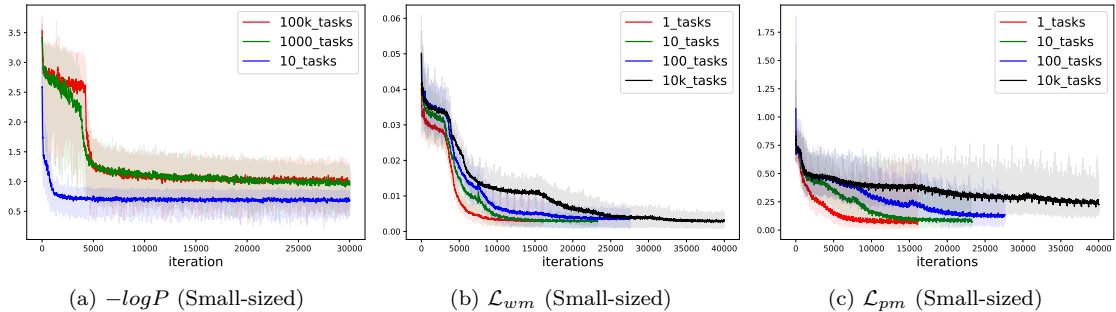 3.5
3.0
2.5
2.0
1.5
1.0
0.5
0 5000 10000 15000 20000 25000 30000
iteration
100k_tasks
1000_tasks
10_tasks
(a) −logP (Small-sized)
0.06
0.05
0.04
0.03
0.02
0.01
0.00
0 5000 10000 15000 20000 25000 30000 35000 40000
iterations
1_tasks
10_tasks
100_tasks
10k_tasks
(b) ℒwm (Small-sized)
1.75
1.50
1.25
1.00
0.75
0.50
0.25
0.00
0 5000 10000 15000 20000 25000 30000 35000 40000
iterations
1_tasks
10_tasks
100_tasks
10k_tasks
(c) ℒpm (Small-sized)